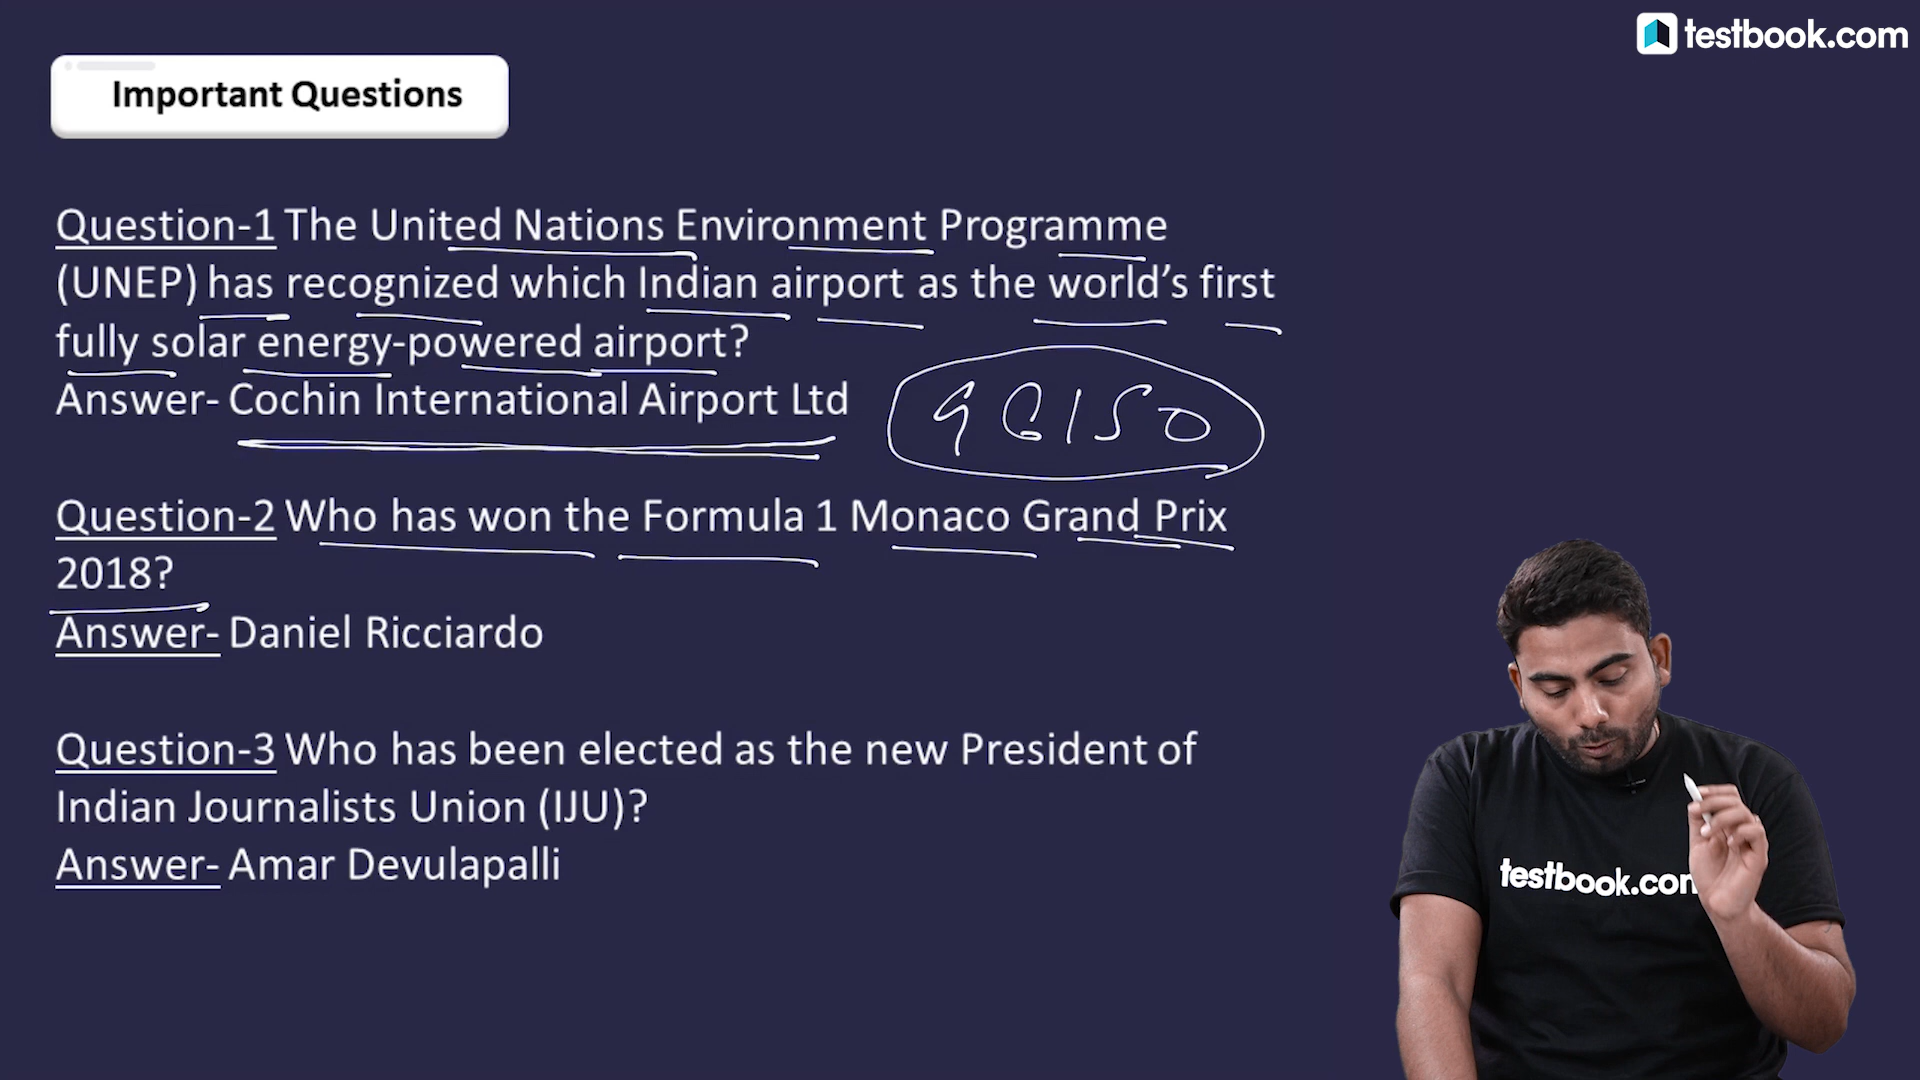 testbook.com
Important Questions
Question-1 The United Nations Environment Programme
(UNEP) has recognized which Indian airport as the world’s first
fully solar energy-powered airport?
Answer- Cochin International Airport Ltd
Question-2 Who has won the Formula 1 Monaco Grand Prix
2018?
Answer- Daniel Ricciardo
Question-3 Who has been elected as the new President of
Indian Journalists Union (IJU)?
Answer- Amar Devulapalli
testbook.com